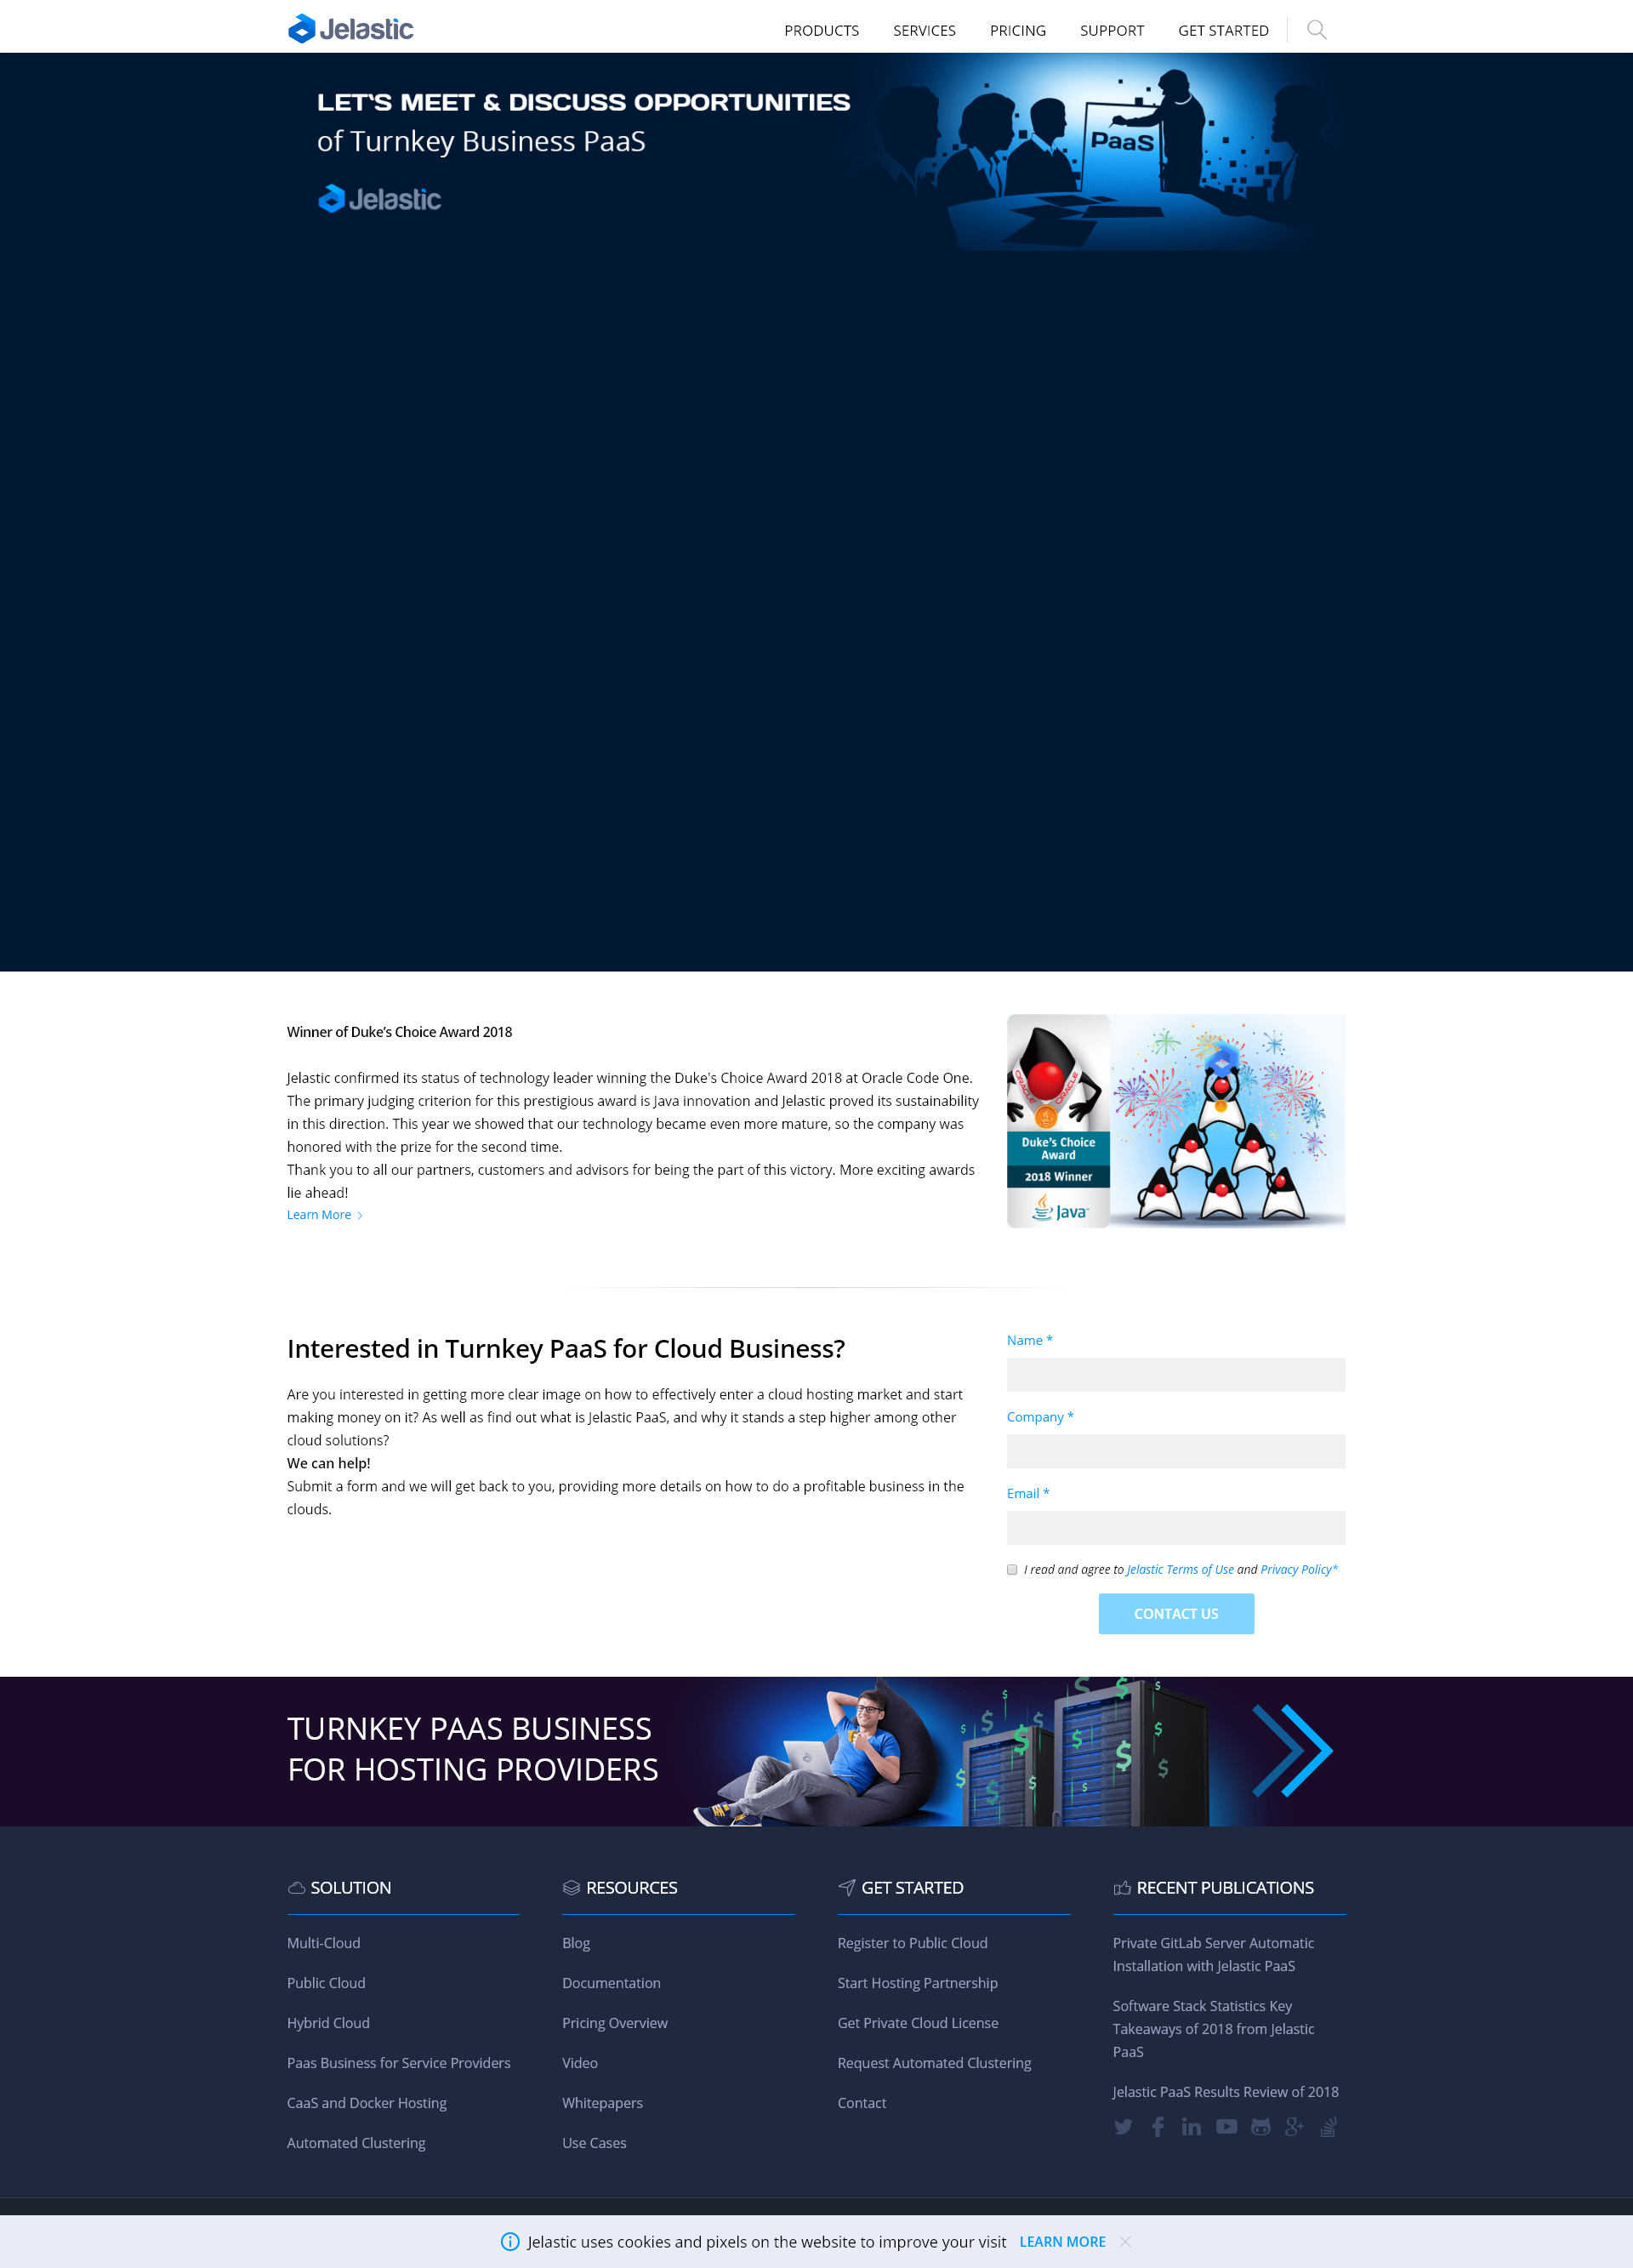 Jelastic
PRODUCTS
SERVICES
PRICING
SUPPORT
GET STARTED
LET'S MEET & DISCUSS OPPORTUNITIES
of Turnkey Business PaaS
PaaS
Jelastic
Winner of Duke's Choice Award 2018
Jelastic confirmed its status of technology leader winning the Duke's Choice Award 2018 at Oracle Code One.
The primary judging criterion for this prestigious award is Java innovation and Jelastic proved its sustainability
in this direction. This year we showed that our technology became even more mature, so the company was
honored with the prize for the second time.
Thank you to all our partners, customers and advisors for being the part of this victory. More exciting awards
lie ahead!
Learn More
ORACLE
ORACLE
Duke's Choice
Award
2018 Winner
Java™
Interested in Turnkey PaaS for Cloud Business?
Are you interested in getting more clear image on how to effectively enter a cloud hosting market and start
making money on it? As well as find out what is Jelastic PaaS, and why it stands a step higher among other
cloud solutions?
We can help!
Submit a form and we will get back to you, providing more details on how to do a profitable business in the
clouds.
Name *
Company *
Email *
I read and agree to Jelastic Terms of Use and Privacy Policy*
CONTACT US
TURNKEY PAAS BUSINESS
FOR HOSTING PROVIDERS
SOLUTION
Multi-Cloud
Public Cloud
Hybrid Cloud
Paas Business for Service Providers
CaaS and Docker Hosting
Automated Clustering
RESOURCES
Blog
Documentation
Pricing Overview
Video
Whitepapers
Use Cases
GET STARTED
Register to Public Cloud
Start Hosting Partnership
Get Private Cloud License
Request Automated Clustering
Contact
RECENT PUBLICATIONS
Private GitLab Server Automatic
Installation with Jelastic PaaS
Software Stack Statistics Key
Takeaways of 2018 from Jelastic
PaaS
Jelastic PaaS Results Review of 2018
Jelastic uses cookies and pixels on the website to improve your visit LEARN MORE